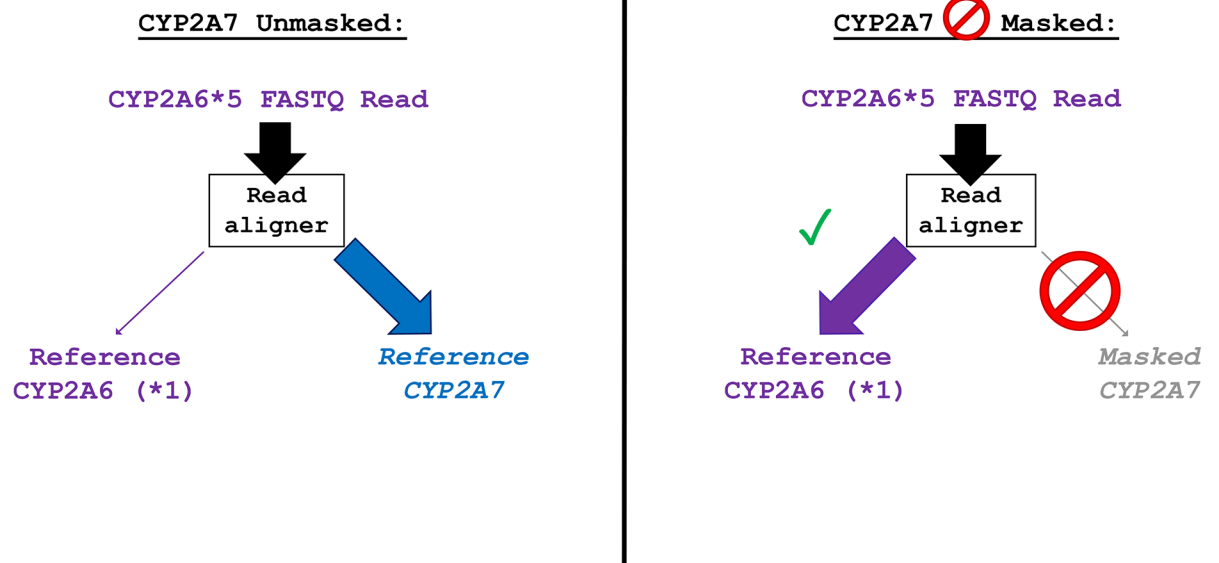 CYP2A7 Unmasked:
CYP2A6*5 FASTQ Read
Read
aligner
Reference
CYP2A6 (*1)
Reference
CYP2A7
CYP2A7 Masked:
CYP2A6*5 FASTQ Read
Read
aligner
Reference
CYP2A6 (*1)
Masked
CYP2A7